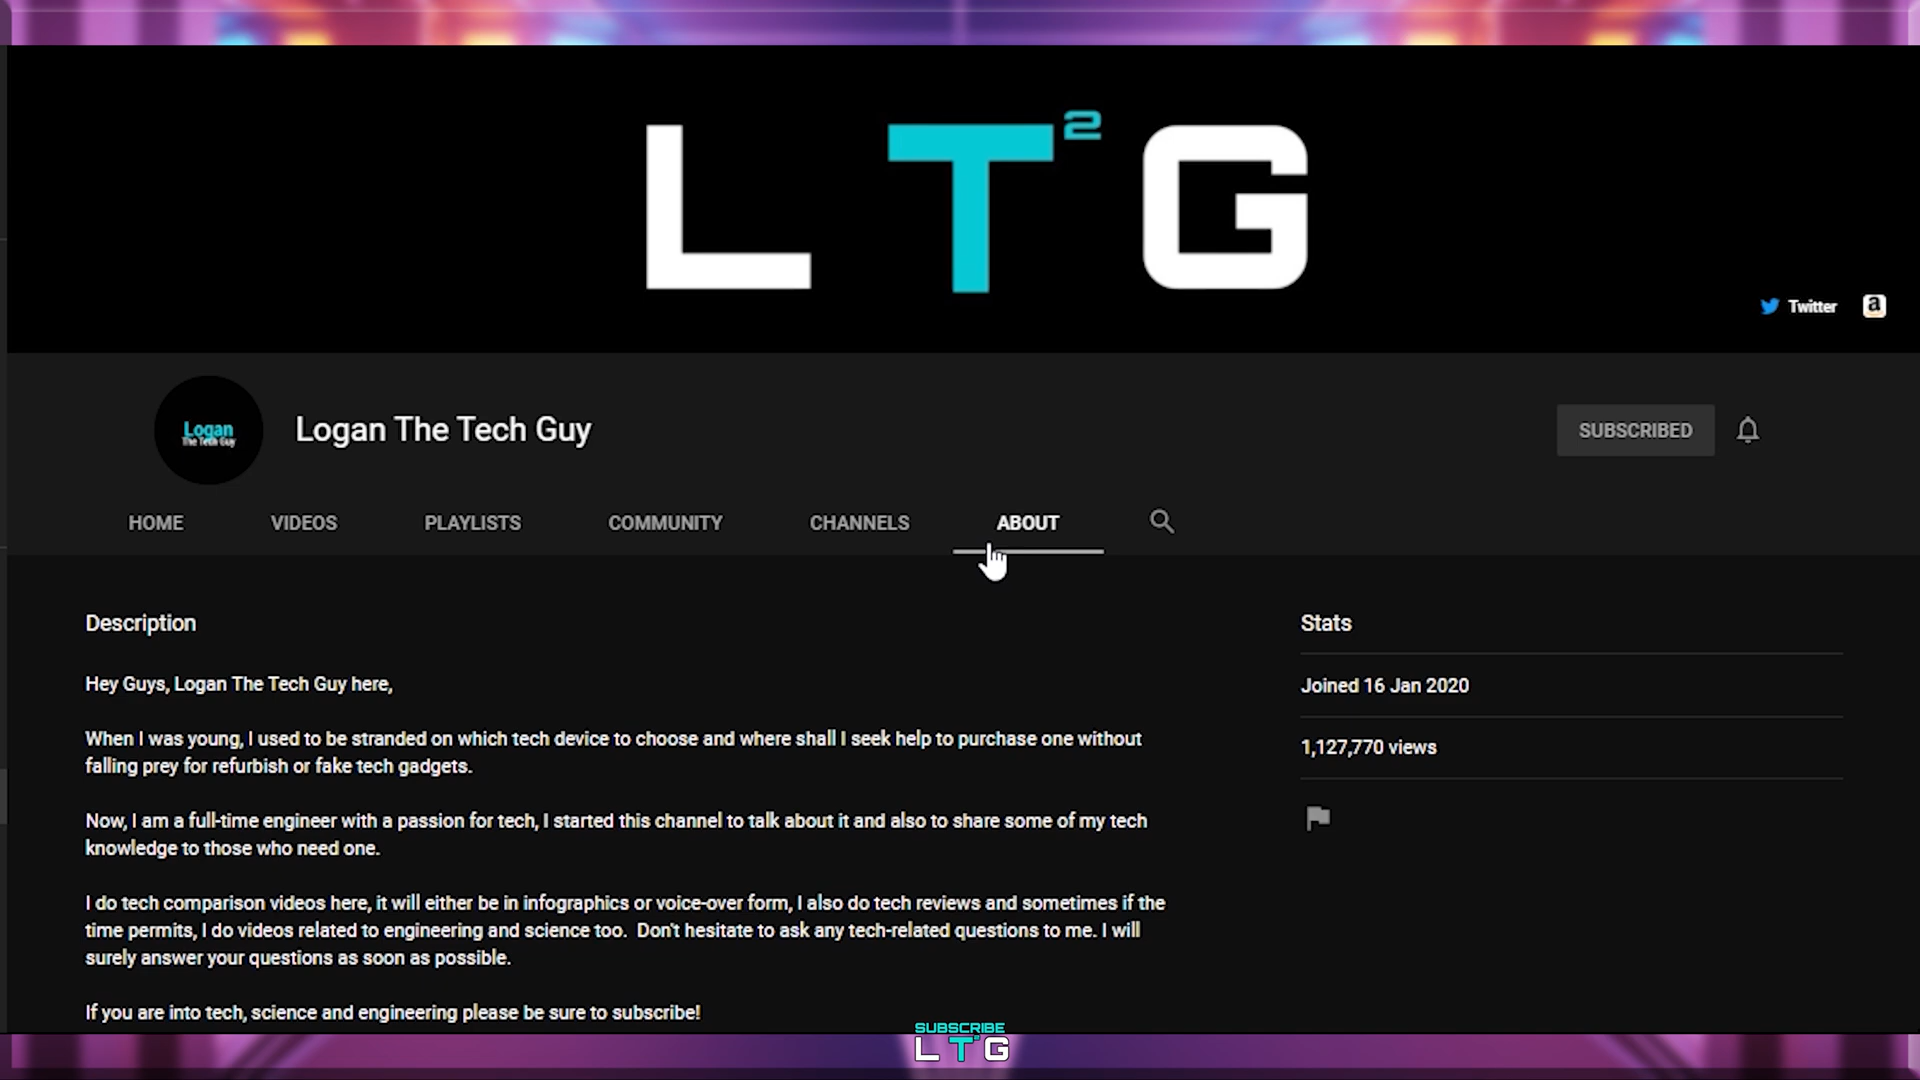 L T² G
Twitter
Logan
The Tech Guy
Logan The Tech Guy
SUBSCRIBED
HOME VIDEOS PLAYLISTS COMMUNITY CHANNELS ABOUT
Description
Hey Guys, Logan The Tech Guy here,
When I was young, I used to be stranded on which tech device to choose and where shall I seek help to purchase one without
falling prey for refurbish or fake tech gadgets.
Now, I am a full-time engineer with a passion for tech, I started this channel to talk about it and also to share some of my tech
knowledge to those who need one.
I do tech comparison videos here, it will either be in infographics or voice-over form, I also do tech reviews and sometimes if the
time permits, I do videos related to engineering and science too.  Don't hesitate to ask any tech-related questions to me. I will
surely answer your questions as soon as possible.
If you are into tech, science and engineering please be sure to subscribe!
Stats
Joined 16 Jan 2020
1,127,770 views
SUBSCRIBE
L T² G